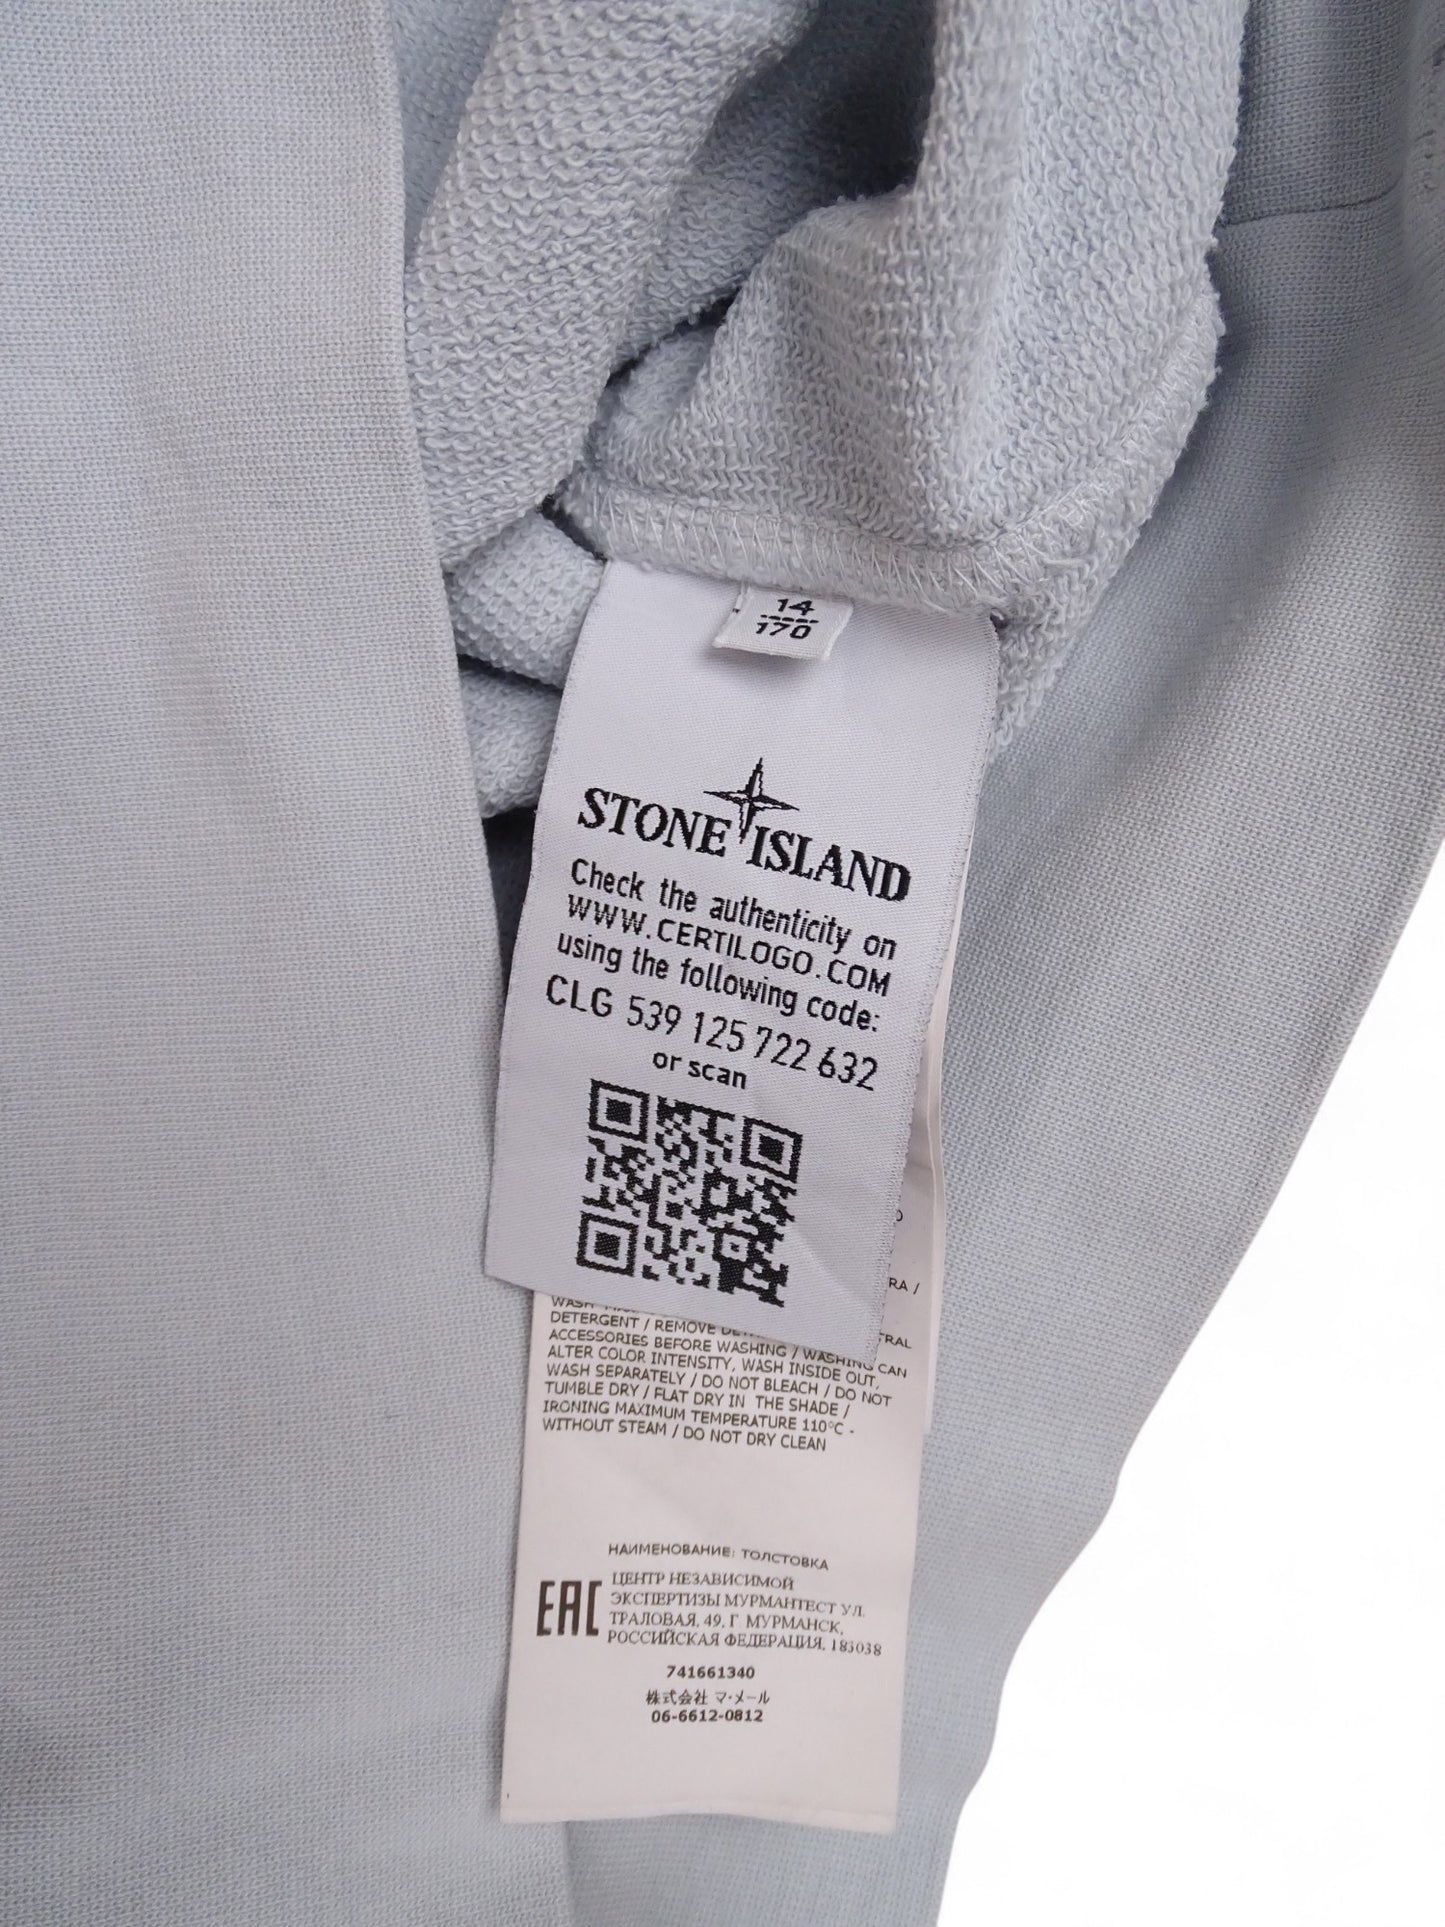 14
170
STONE ISLAND
Check the authenticity on
WWW.CERTILOGO.COM
using the following code:
CLG 539 125 722 632
or scan
RA /
DETERGENT / REMOVE
TRAL
ACCESSORIES BEFORE WASHING / WASHING CAN
ALTER COLOR INTENSITY, WASH INSIDE OUT,
WASH SEPARATELY / DO NOT BLEACH / DO NOT
TUMBLE DRY / FLAT DRY IN THE SHADE /
IRONING MAXIMUM TEMPERATURE 110°C -
WITHOUT STEAM / DO NOT DRY CLEAN
НАИМЕНОВАНИЕ: ТОЛСТОВКА
EAC
ЦЕНТР НЕЗАВИСИМОЙ
ЭКСПЕРТИЗЫ МУРМАНТЕСТ УЛ.
ТРАЛОВАЯ, 49, Г. МУРМАНСК,
РОССИЙСКАЯ ФЕДЕРАЦИЯ, 183038
741661340
株式会社 マ・メール
06-6612-0812